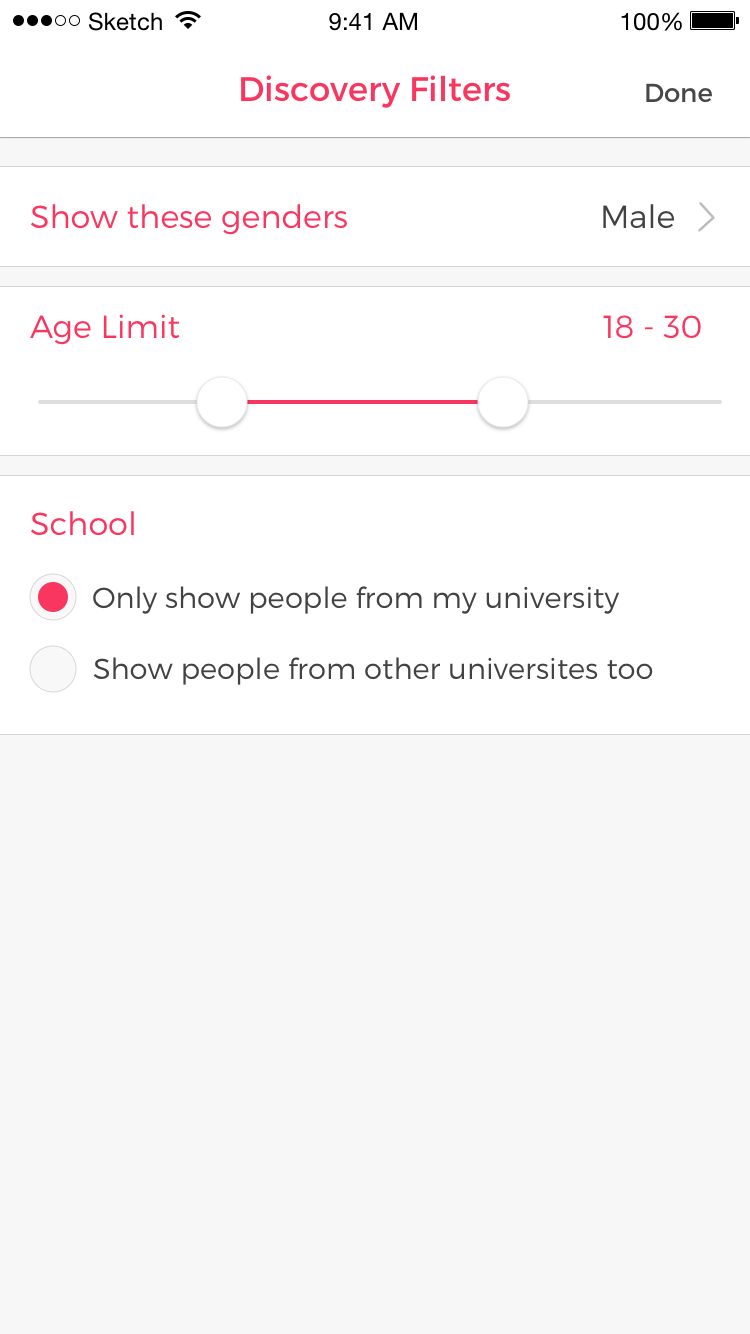 Sketch 9:41 AM 100%
Discovery Filters Done
Show these genders Male
Age Limit 18 - 30
School
Only show people from my university
Show people from other universites too